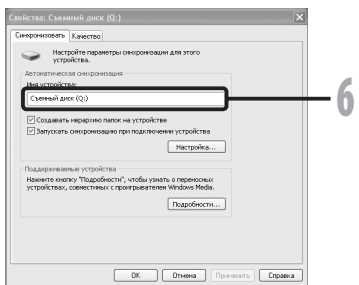 Свойства: Съемный диск (Q:)
Синхронизовать Качество
Настройте параметры синхронизации для этого
устройства.
Автоматическая синхронизация
Имя устройства:
Съемный диск (Q:)
6
Создавать иерархию папок на устройстве
Запускать синхронизацию при подключении устройства
Настройка...
Поддерживаемые устройства
Нажмите кнопку "Подробности", чтобы узнать о переносных
устройствах, совместимых с проигрывателем Windows Media.
Подробности...
ОК Отмена Применить Справка